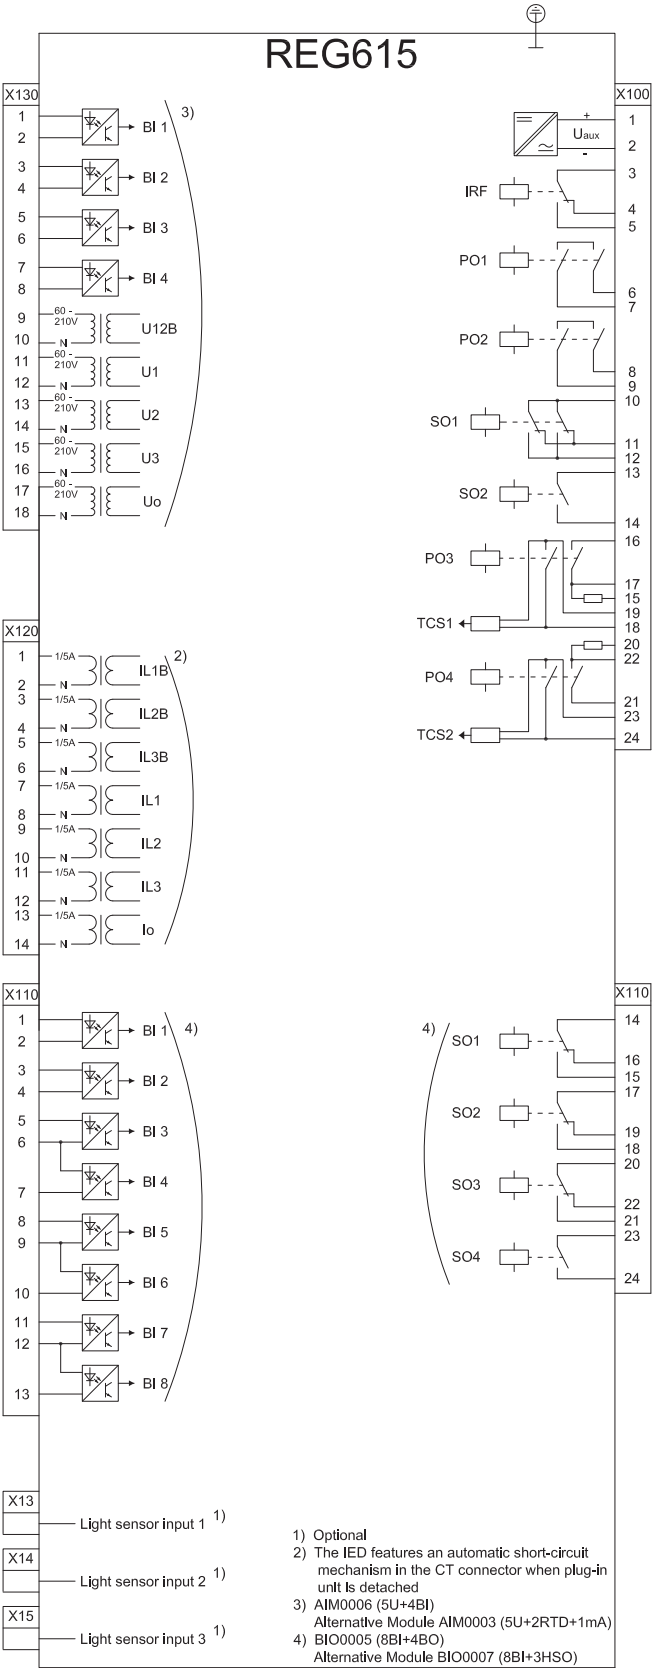 REG615
X130
1
2
BI 1
3)
3
4
BI 2
5
6
BI 3
7
8
BI 4
9
60 -
210V
10
N
U12B
11
60 -
210V
12
N
U1
13
60 -
210V
14
N
U2
15
60 -
210V
16
N
U3
17
60 -
210V
18
N
Uo
X120
1
1/5A
2
N
IL1B
2)
3
1/5A
4
N
IL2B
5
1/5A
6
N
IL3B
7
1/5A
8
N
IL1
9
1/5A
10
N
IL2
11
1/5A
12
N
IL3
13
1/5A
14
N
Io
X110
1
2
BI 1
4)
3
4
BI 2
5
6
BI 3
7
BI 4
8
9
BI 5
10
BI 6
11
12
BI 7
13
BI 8
X13
Light sensor input 1 1)
X14
Light sensor input 2 1)
X15
Light sensor input 3 1)
X100
+
1
Uaux
2
-
3
IRF
4
5
PO1
6
7
PO2
8
9
10
SO1
11
12
13
SO2
14
16
PO3
17
15
19
TCS1
18
20
22
PO4
21
23
TCS2
24
X110
14
4)
SO1
16
15
17
SO2
19
18
20
SO3
22
21
23
SO4
24
1) Optional
2) The IED features an automatic short-circuit
mechanism in the CT connector when plug-in
unit is detached
3) AIM0006 (5U+4BI)
Alternative Module AIM0003 (5U+2RTD+1mA)
4) BIO0005 (8BI+4BO)
Alternative Module BIO0007 (8BI+3HSO)